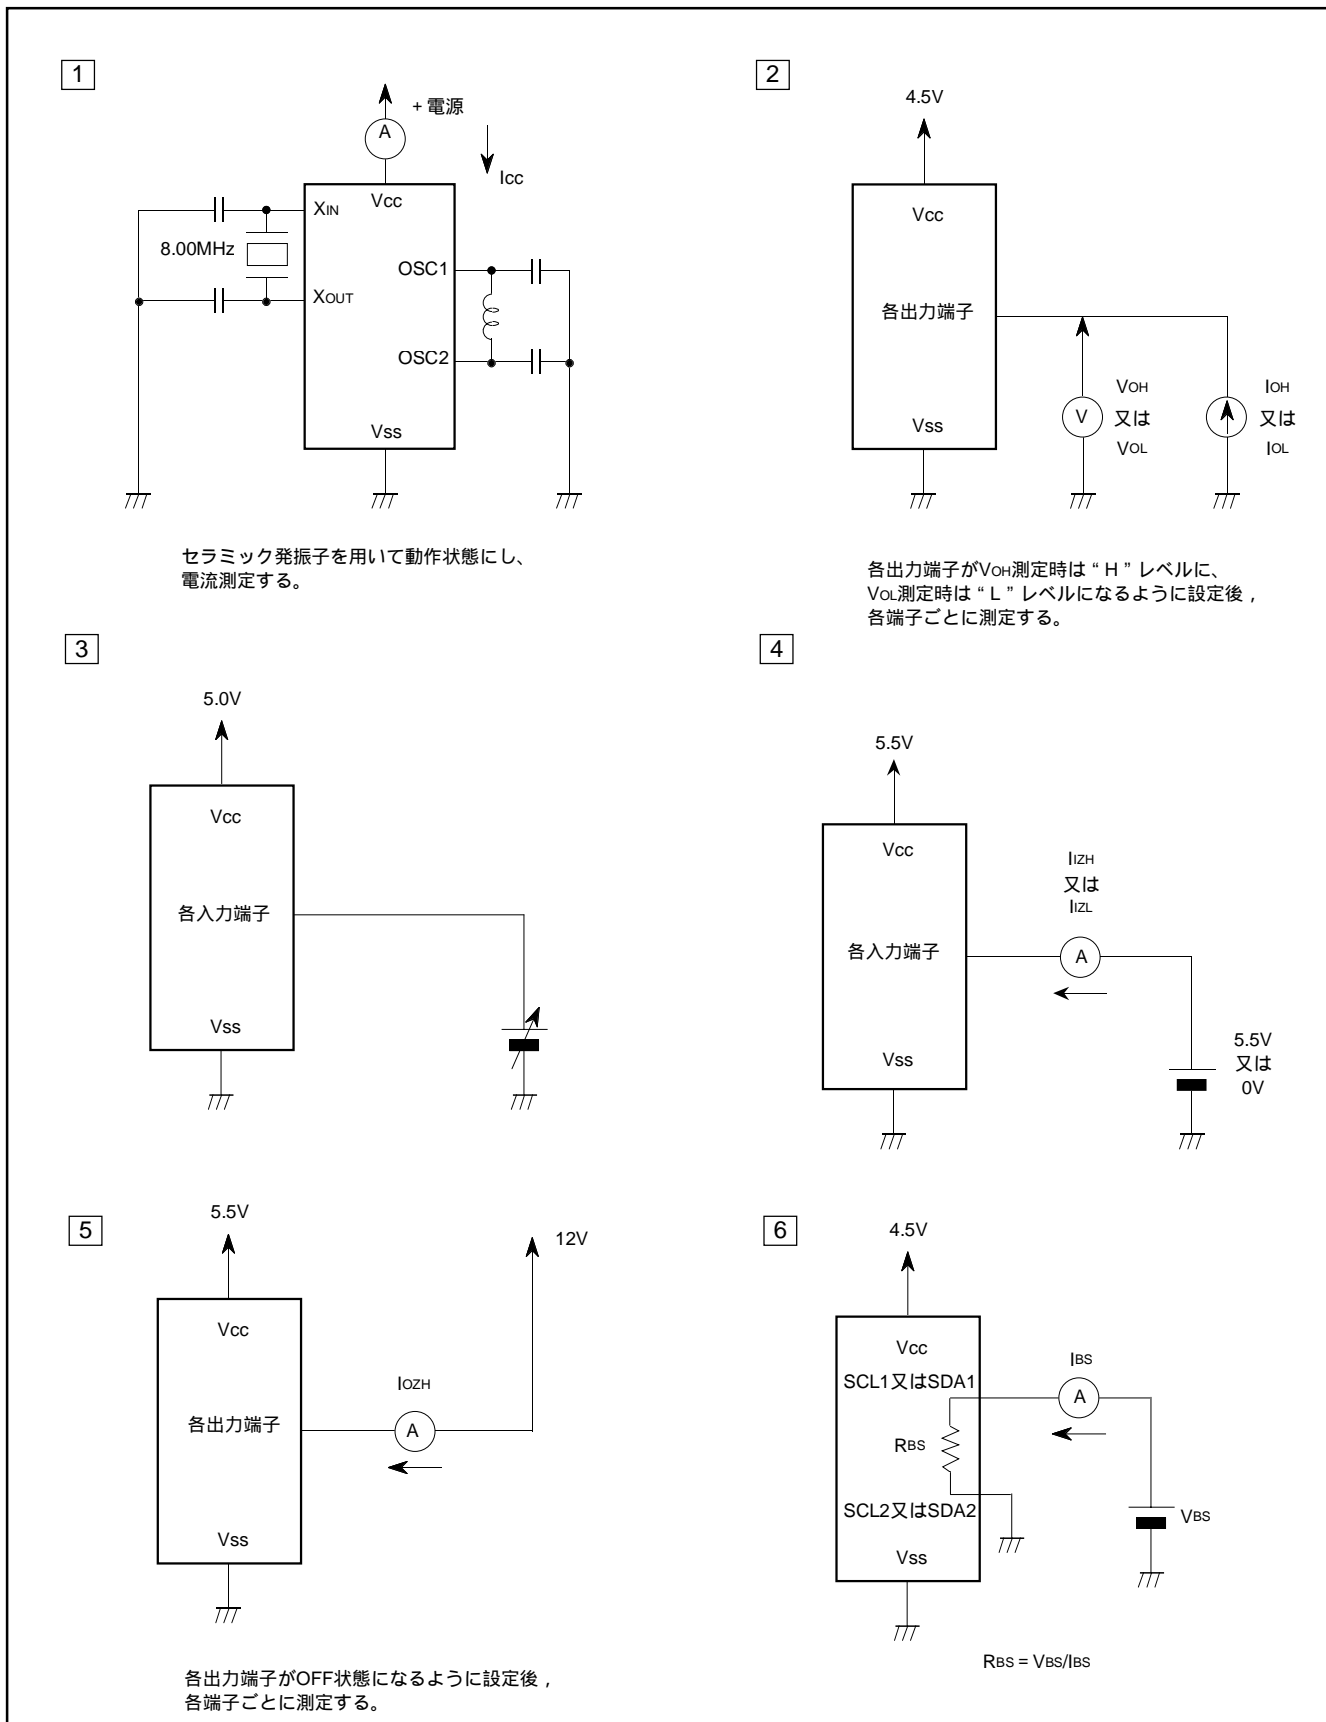 1
+ 電源
A
Icc
Vcc
XIN
8.00MHz
OSC1
XOUT
OSC2
Vss
セラミック発振子を用いて動作状態にし、
電流測定する。
2
4.5V
Vcc
各出力端子
VOH
又は
VOL
V
IOH
又は
IOL
Vss
各出力端子がVOH測定時は“ H ”レベルに、
VOL測定時は“ L ”レベルになるように設定後，
各端子ごとに測定する。
3
5.0V
Vcc
各入力端子
Vss
4
5.5V
Vcc
IIZH
又は
IIZL
各入力端子
A
Vss
5.5V
又は
0V
5
5.5V
12V
Vcc
IOZH
各出力端子
A
Vss
各出力端子がOFF状態になるように設定後，
各端子ごとに測定する。
6
4.5V
Vcc
IBS
SCL1又はSDA1
A
RBS
SCL2又はSDA2
VBS
Vss
RBS = VBS/IBS